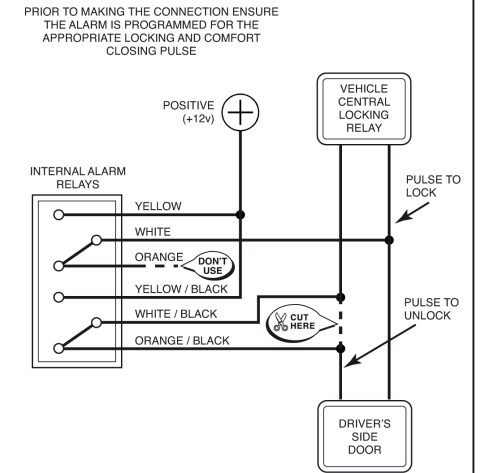 PRIOR TO MAKING THE CONNECTION ENSURE
THE ALARM IS PROGRAMMED FOR THE
APPROPRIATE LOCKING AND COMFORT
CLOSING PULSE
VEHICLE
CENTRAL
LOCKING
RELAY
POSITIVE
(+12v)
INTERNAL ALARM
RELAYS
PULSE TO
LOCK
YELLOW
WHITE
ORANGE
DON'T
USE
YELLOW / BLACK
PULSE TO
UNLOCK
WHITE / BLACK
CUT
HERE
ORANGE / BLACK
DRIVER'S
SIDE
DOOR